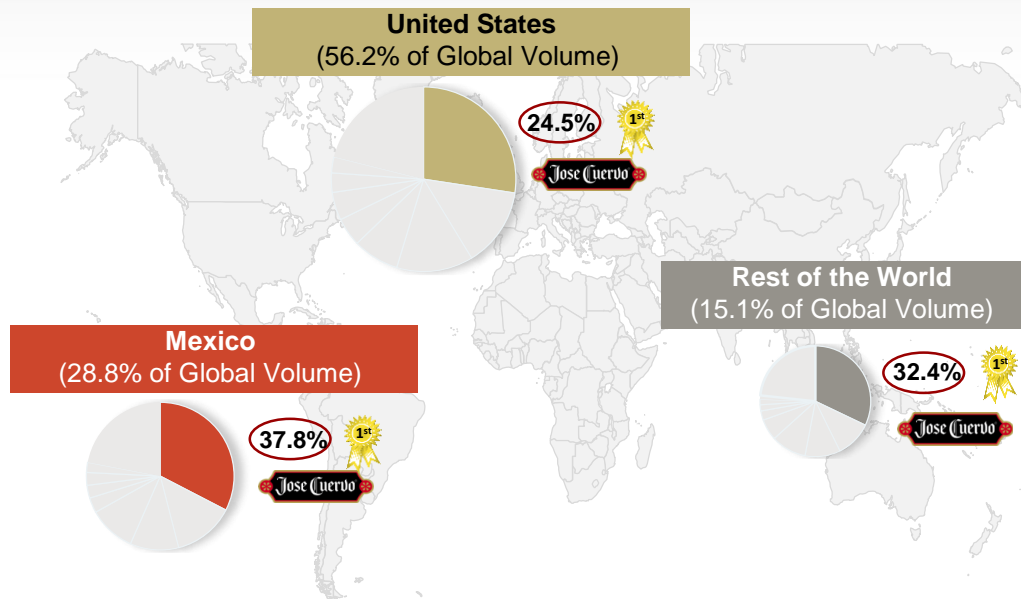 United States
(56.2% of Global Volume)
24.5%
1st
Jose Cuervo
Rest of the World
(15.1% of Global Volume)
32.4%
1st
Jose Cuervo
Mexico
(28.8% of Global Volume)
37.8%
1st
Jose Cuervo